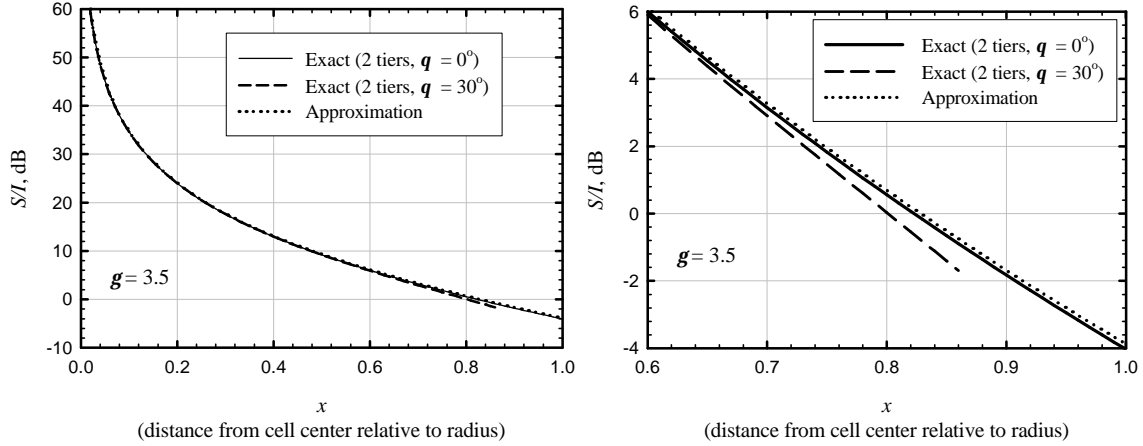 60
50
40
30
20
10
0
-10
S/I, dB
Exact (2 tiers, q = 0°)
Exact (2 tiers, q = 30°)
Approximation
g = 3.5
0.0 0.2 0.4 0.6 0.8 1.0
x
(distance from cell center relative to radius)
6
4
2
0
-2
-4
S/I, dB
Exact (2 tiers, q = 0°)
Exact (2 tiers, q = 30°)
Approximation
g = 3.5
0.6 0.7 0.8 0.9 1.0
x
(distance from cell center relative to radius)